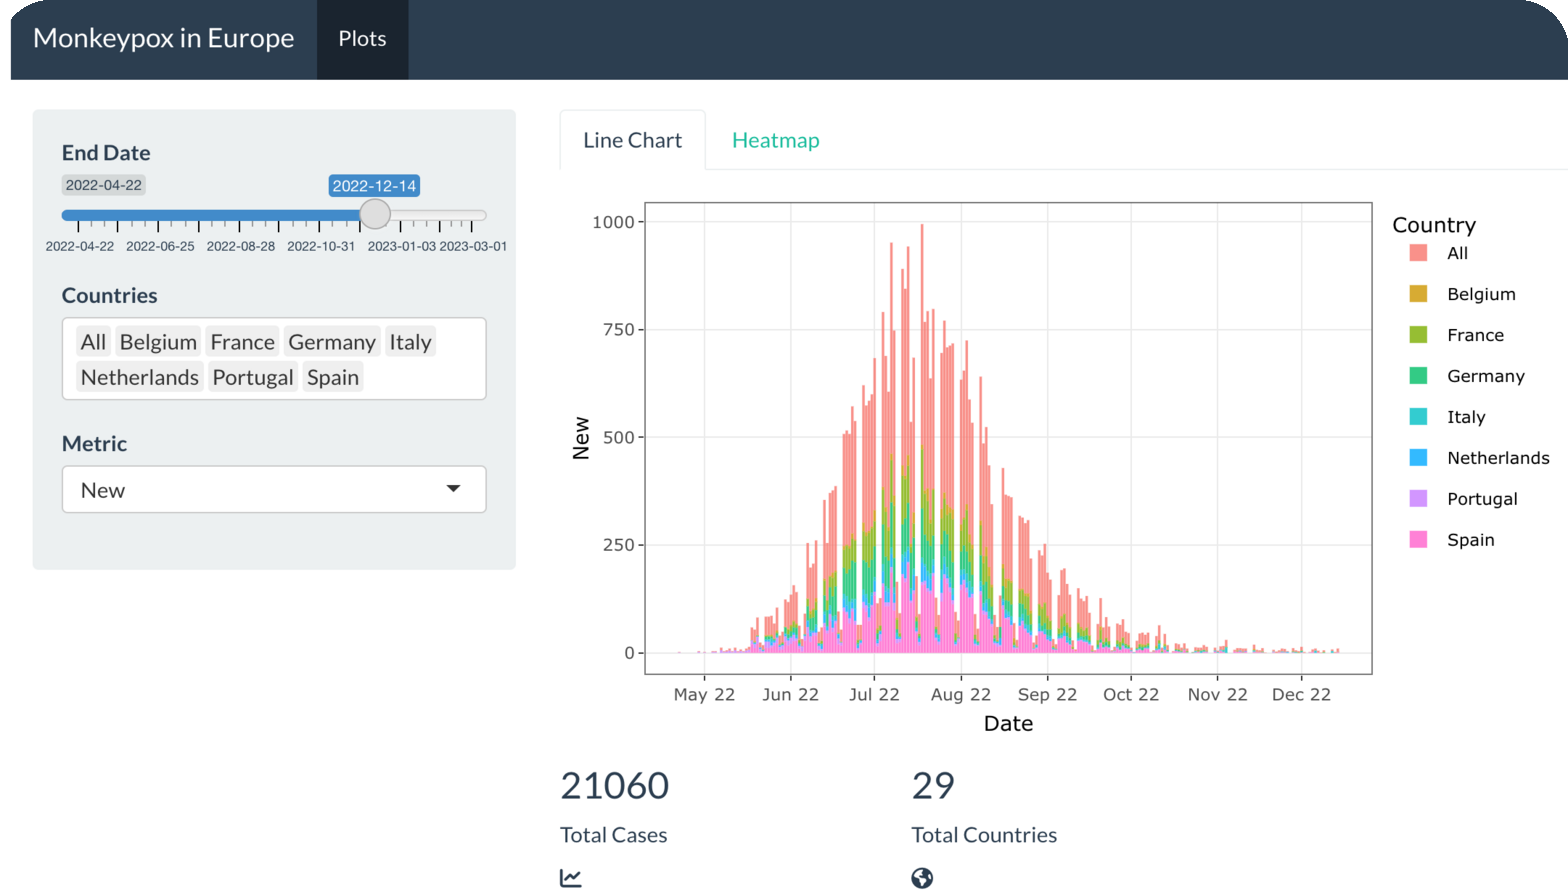 Monkeypox in Europe Plots
End Date
2022-04-22 2022-12-14
2022-04-22 2022-06-25 2022-08-28 2022-10-31 2023-01-03 2023-03-01
Countries
All Belgium France Germany Italy
Netherlands Portugal Spain
Metric
New
Line Chart Heatmap
1000
750
500
250
0
New
May 22 Jun 22 Jul 22 Aug 22 Sep 22 Oct 22 Nov 22 Dec 22
Date
Country
All
Belgium
France
Germany
Italy
Netherlands
Portugal
Spain
21060 29
Total Cases Total Countries